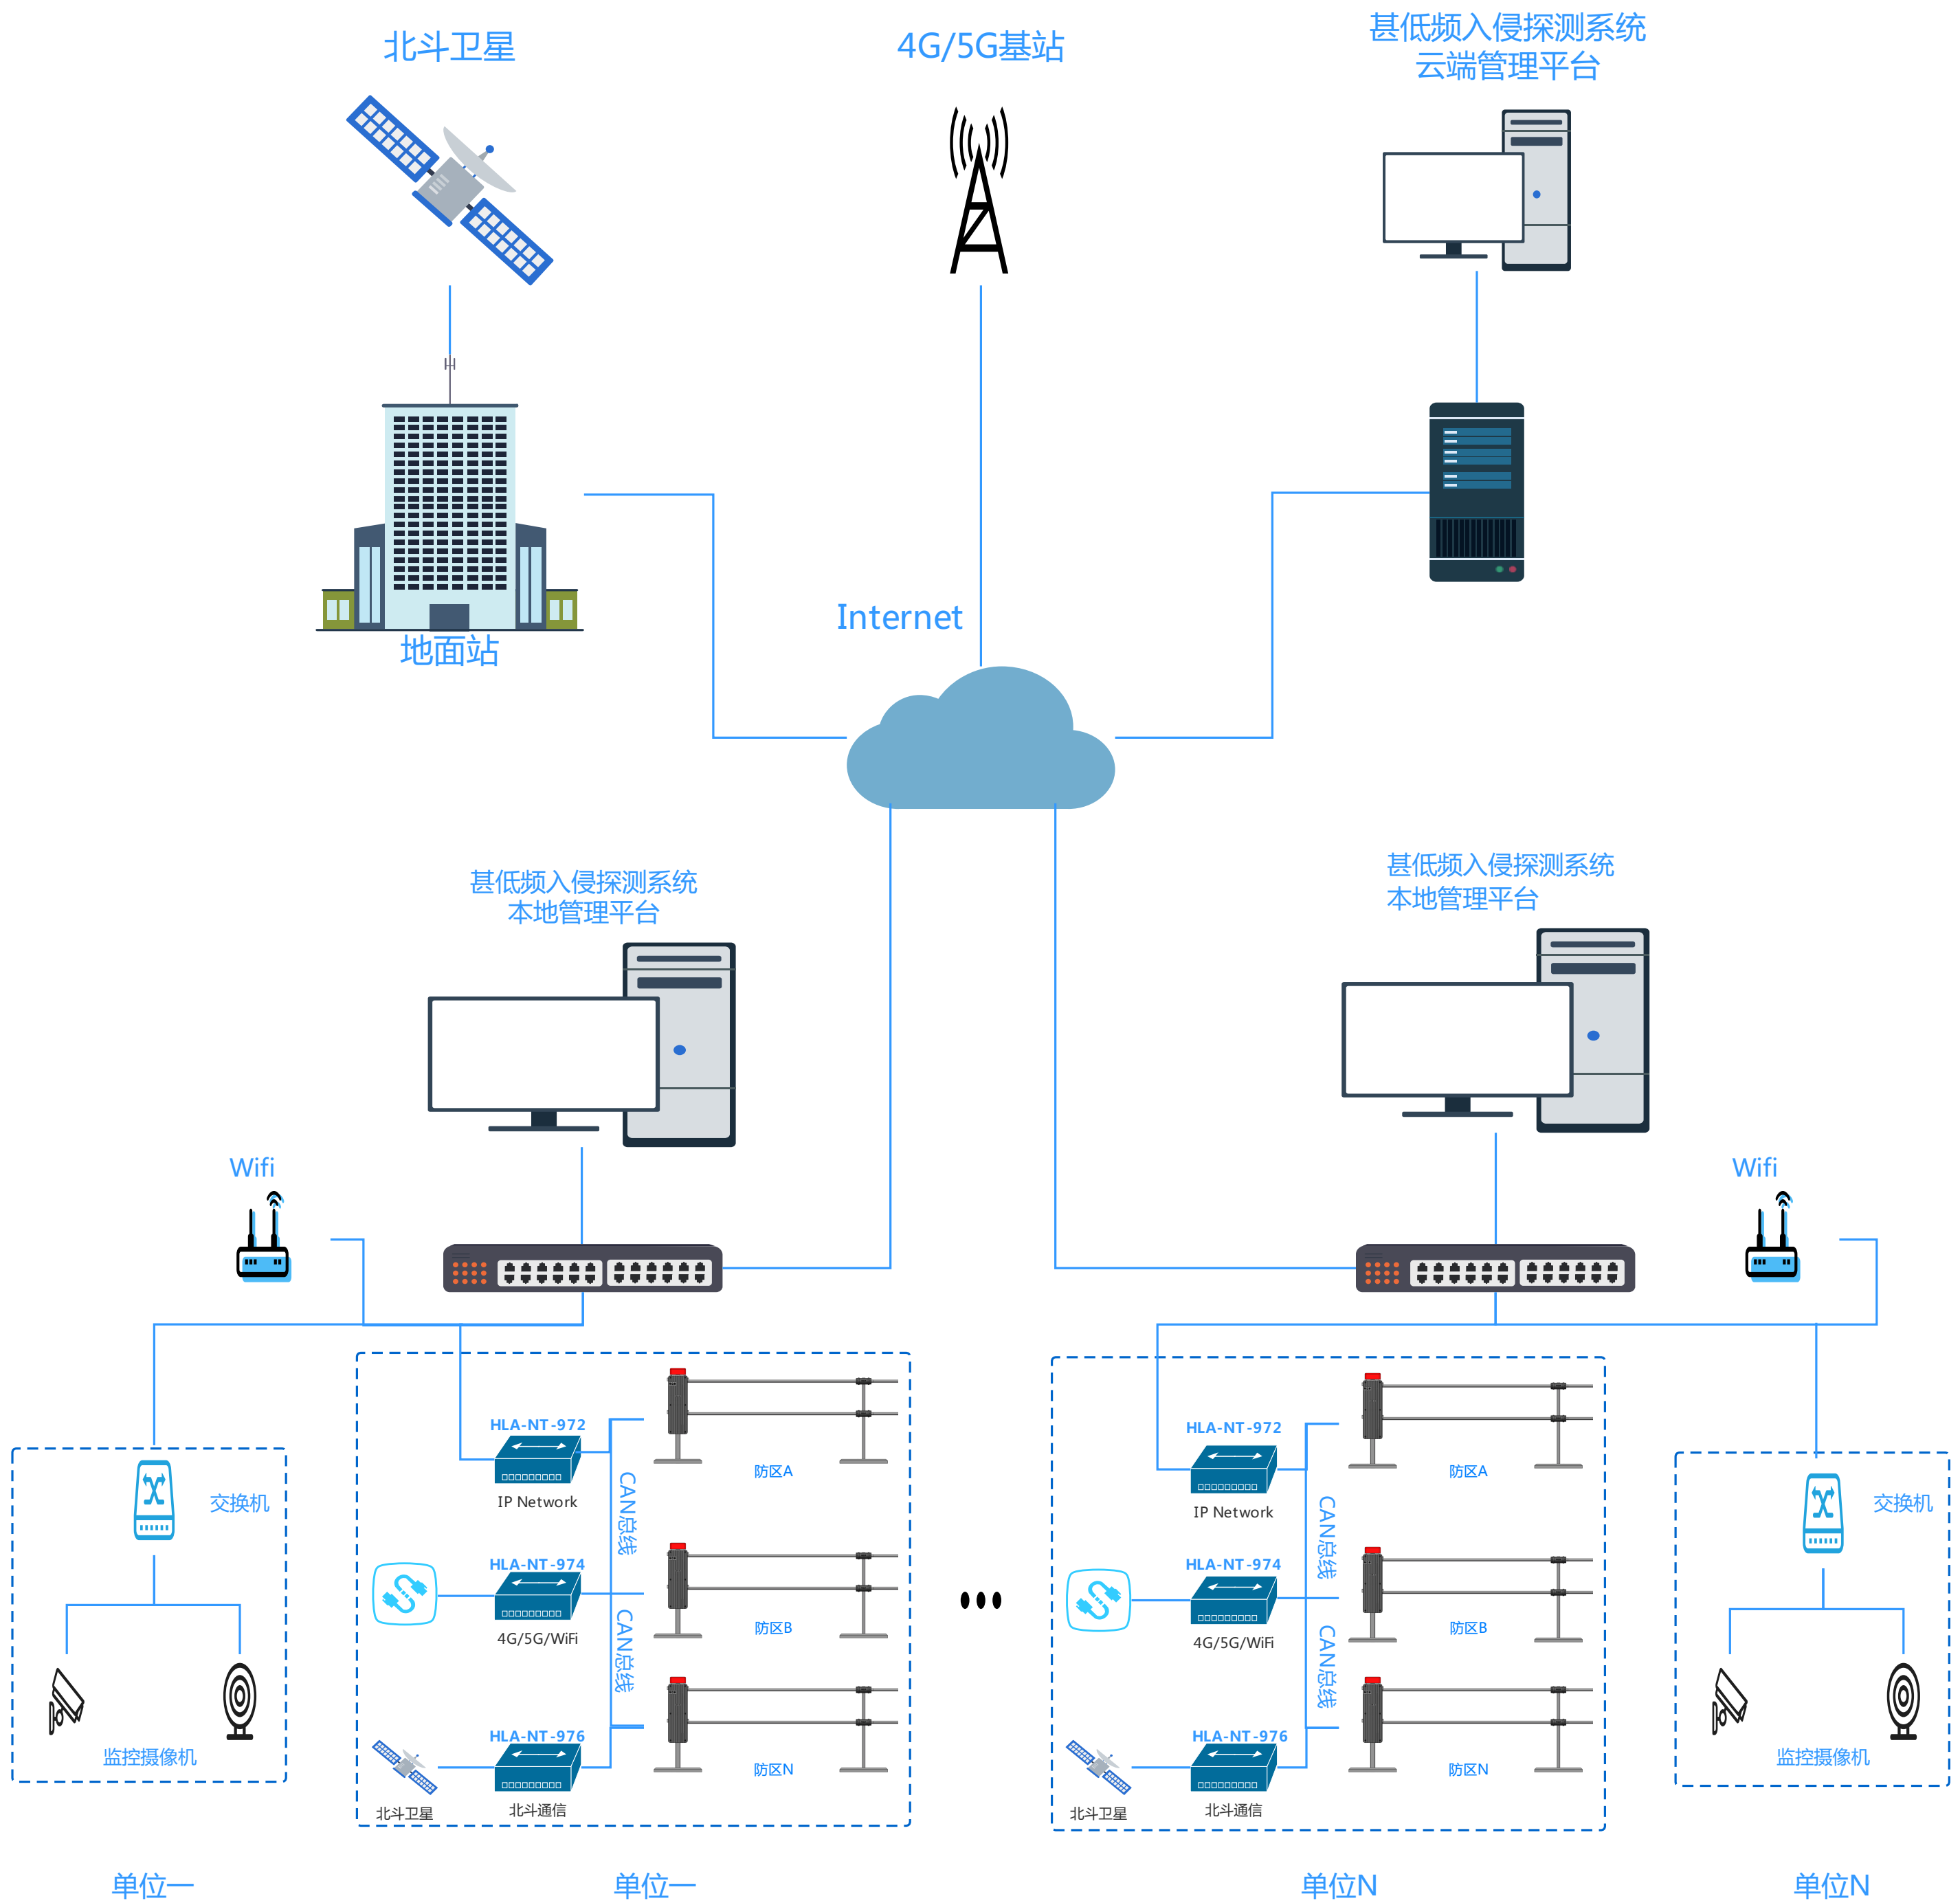 北斗卫星
4G/5G基站
甚低频入侵探测系统
云端管理平台
地面站
Internet
甚低频入侵探测系统
本地管理平台
甚低频入侵探测系统
本地管理平台
Wifi
Wifi
交换机
监控摄像机
HLA-NT-972
IP Network
HLA-NT-974
4G/5G/WiFi
HLA-NT-976
北斗通信
北斗卫星
CAN总线
CAN总线
防区A
防区B
防区N
HLA-NT-972
IP Network
HLA-NT-974
4G/5G/WiFi
HLA-NT-976
北斗通信
北斗卫星
CAN总线
CAN总线
防区A
防区B
防区N
交换机
监控摄像机
单位一
单位一
单位N
单位N